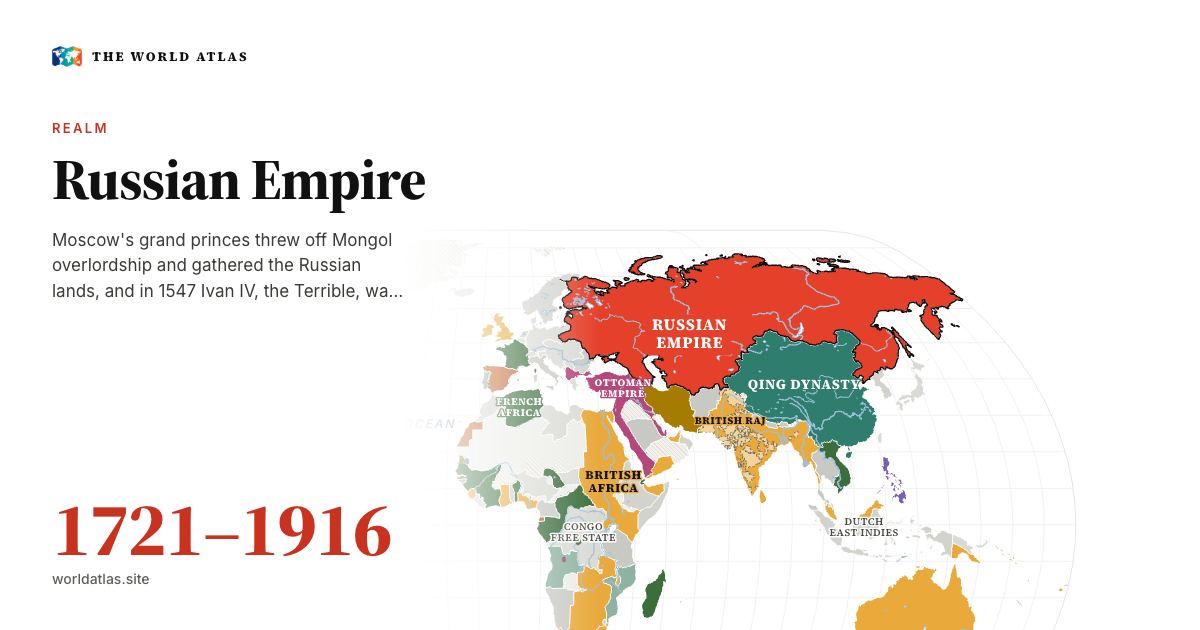 THE WORLD ATLAS
REALM
Russian Empire
Moscow's grand princes threw off Mongol
overlordship and gathered the Russian
lands, and in 1547 Ivan IV, the Terrible, wa...
RUSSIAN
EMPIRE
OTTOMAN
EMPIRE
QING DYNASTY
FRENCH
AFRICA
BRITISH RAJ
OCEAN
BRITISH
AFRICA
CONGO
FREE STATE
DUTCH
EAST INDIES
1721–1916
worldatlas.site